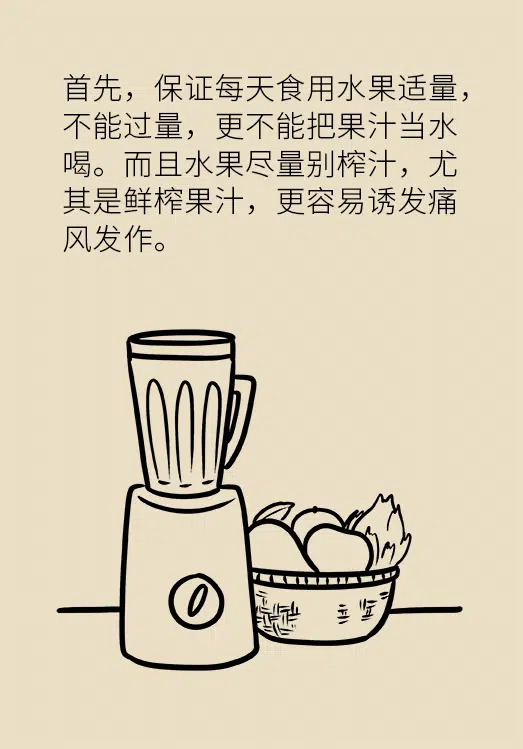 首先，保证每天食用水果适量，
不能过量，更不能把果汁当水
喝。而且水果尽量别榨汁，尤
其是鲜榨果汁，更容易诱发痛
风发作。